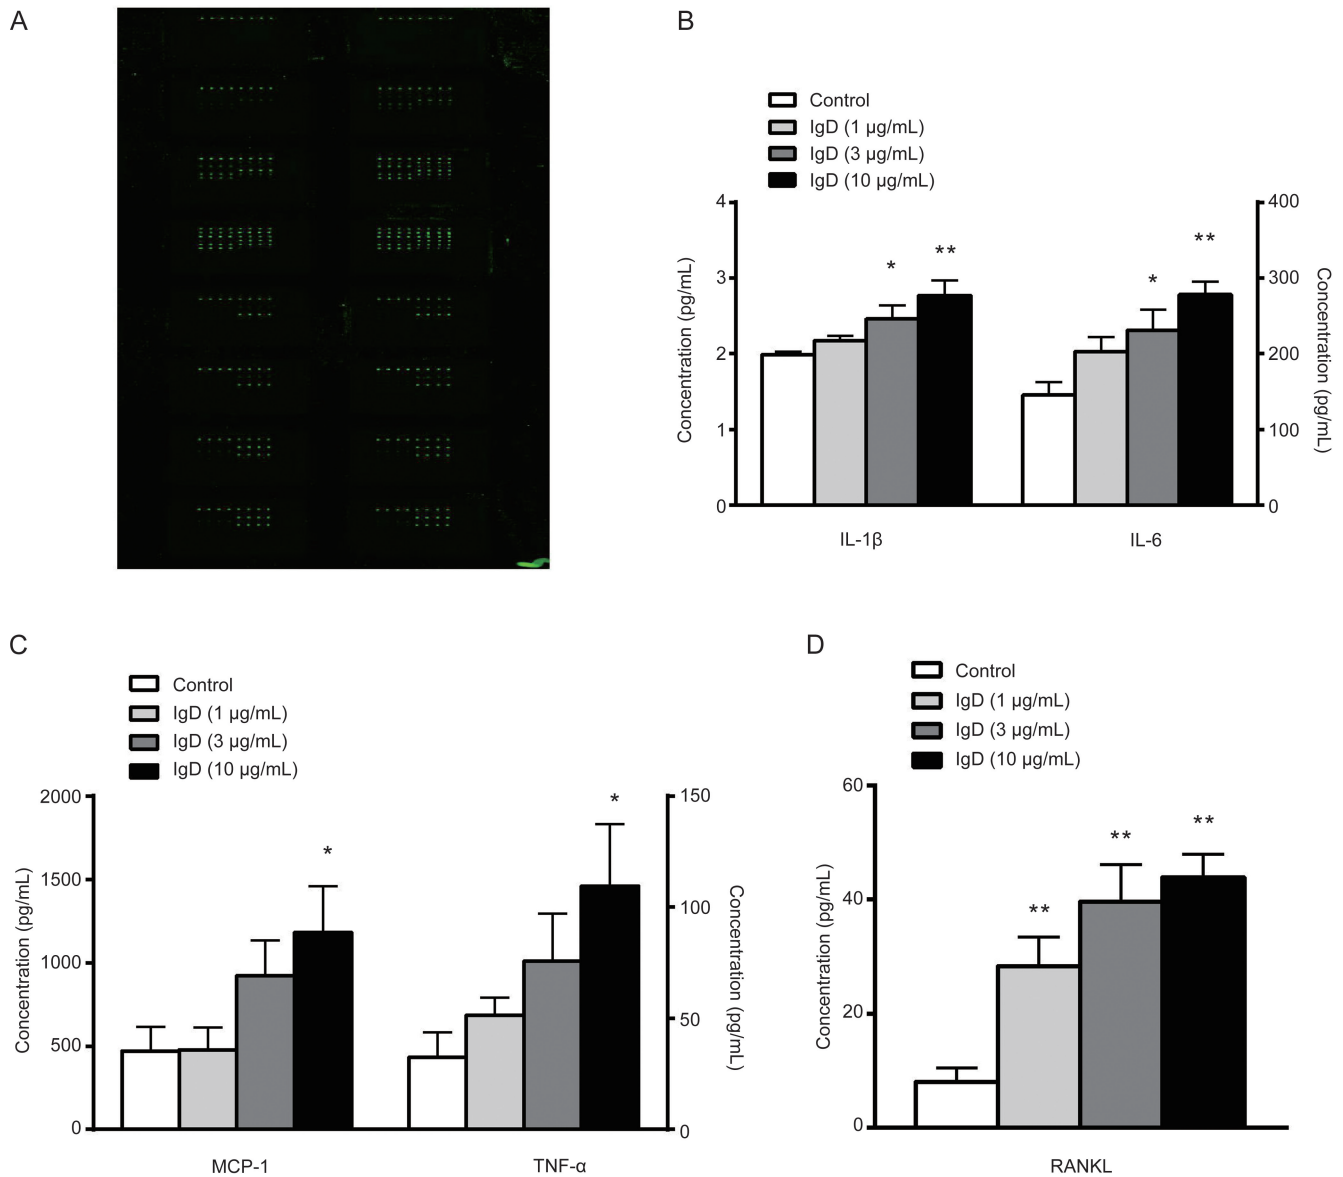 A
B
Control
IgD (1 µg/mL)
IgD (3 µg/mL)
IgD (10 µg/mL)
4
3
2
1
0
Concentration (pg/mL)
* ** * **
400
300
200
100
0
Concentration (pg/mL)
IL-1β IL-6
C
Control
IgD (1 µg/mL)
IgD (3 µg/mL)
IgD (10 µg/mL)
2000
1500
1000
500
0
Concentration (pg/mL)
* *
150
100
50
0
Concentration (pg/mL)
MCP-1 TNF-α
D
Control
IgD (1 µg/mL)
IgD (3 µg/mL)
IgD (10 µg/mL)
60
40
20
0
Concentration (pg/mL)
** ** **
RANKL